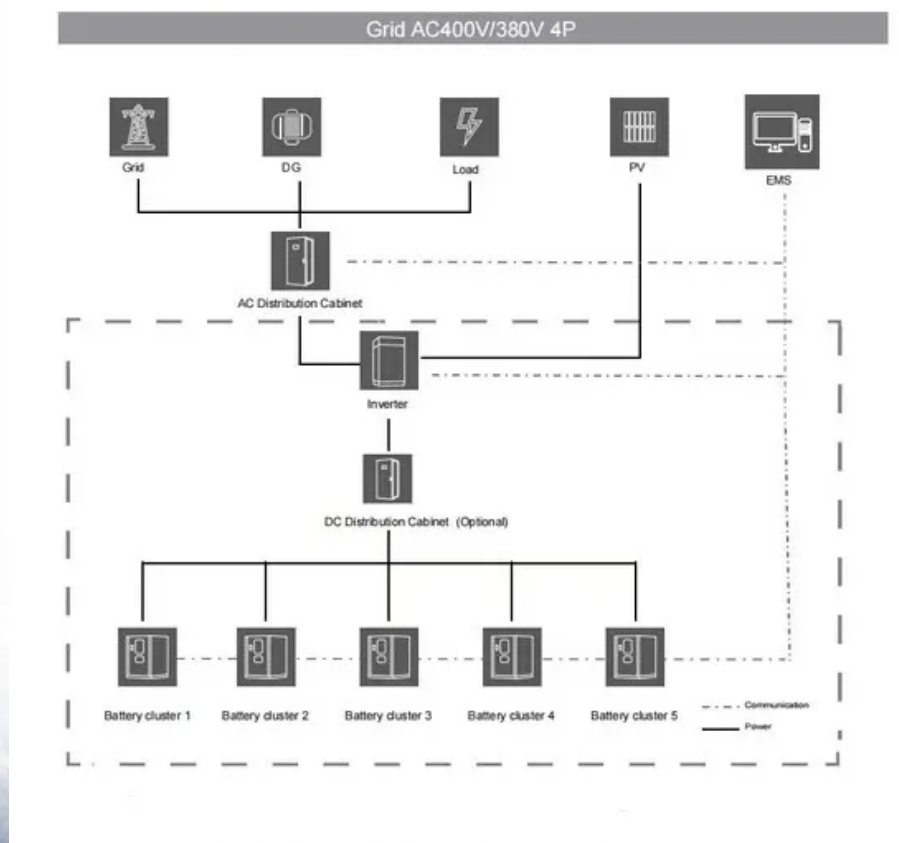 Grid AC400V/380V 4P
Grid
DG
Load
PV
EMS
AC Distribution Cabinet
Inverter
DC Distribution Cabinet (Optional)
Battery cluster 1
Battery cluster 2
Battery cluster 3
Battery cluster 4
Battery cluster 5
Communication
Power